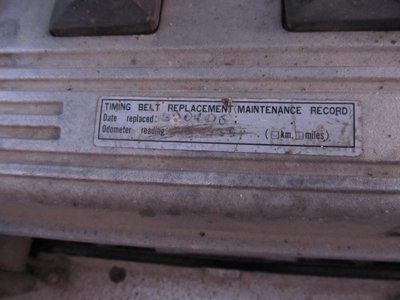 TIMING BELT REPLACEMENT MAINTENANCE RECORD
Date replaced:
Odometer reading (km, miles)